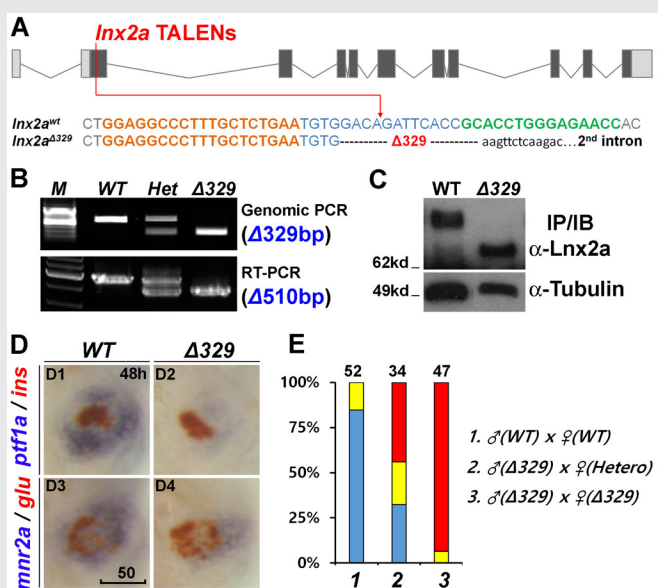 A
lnx2a TALENs
lnx2a^wt CTGGAGGCCCTTTGCTCTGAATGTGGACAGATTCACCGCACCTGGGAGAACCAC
lnx2a^Δ329 CTGGAGGCCCTTTGCTCTGAATGTG---------- Δ329 ----------aagttctcaagac...2nd intron
B
M WT Het Δ329
Genomic PCR
(Δ329bp)
RT-PCR
(Δ510bp)
C
WT Δ329
IP/IB
α-Lnx2a
62kd _
49kd _
α-Tubulin
D
WT Δ329
ptf1a / ins
D1 48h D2
mnr2a / glu
D3 D4
50
E
52 34 47
100%
75%
50%
25%
0%
1 2 3
1. ♂(WT) x ♀(WT)
2. ♂(Δ329) x ♀(Hetero)
3. ♂(Δ329) x ♀(Δ329)